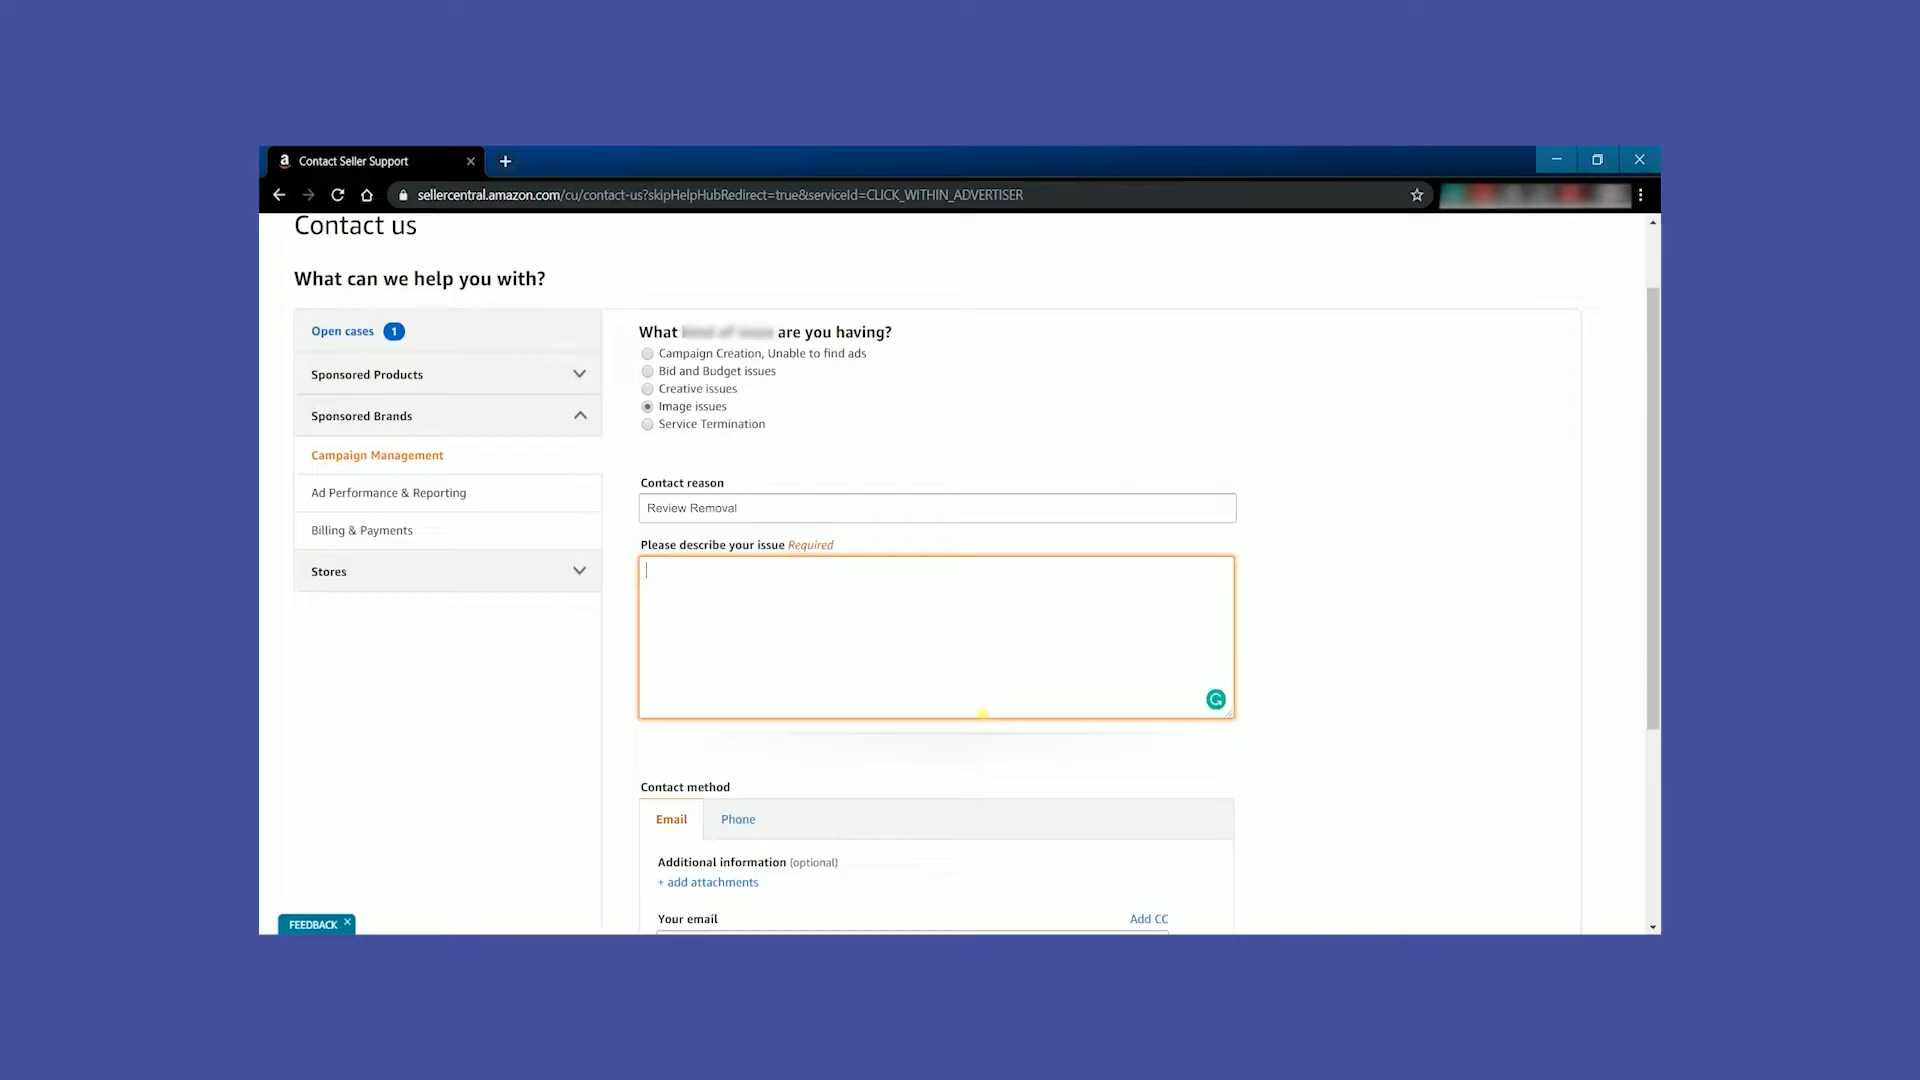 Contact Seller Support
sellercentral.amazon.com/cu/contact-us?skipHelpHubRedirect=true&serviceId=CLICK_WITHIN_ADVERTISER
Contact us
What can we help you with?
Open cases 1
Sponsored Products
Sponsored Brands
Campaign Management
Ad Performance & Reporting
Billing & Payments
Stores
What are you having?
Campaign Creation, Unable to find ads
Bid and Budget issues
Creative issues
Image issues
Service Termination
Contact reason
Review Removal
Please describe your issue Required
Contact method
Email Phone
Additional information (optional)
+ add attachments
Your email Add CC
FEEDBACK